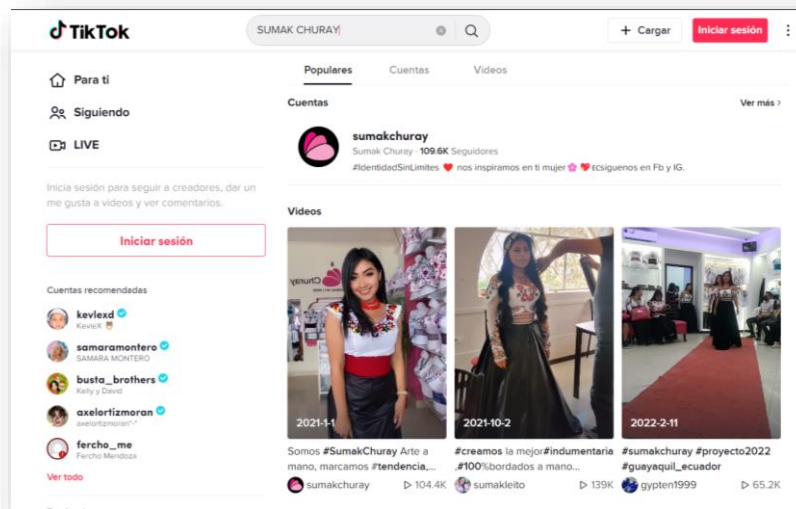 TikTok
SUMAK CHURAY
+ Cargar
Iniciar sesión
Para ti
Siguiendo
LIVE
Inicia sesión para seguir a creadores, dar un
me gusta a videos y ver comentarios.
Iniciar sesión
Cuentas recomendadas
kevlexd
KevleX
samaramontero
SAMARA MONTERO
busta_brothers
Kelly y David
axelortizmoran
axelortizmoran"-"
fercho_me
Fercho Mendoza
Ver todo
Populares
Cuentas
Videos
Cuentas
Ver más >
sumakchuray
Sumak Churay · 109.6K Seguidores
#IdentidadSinLimites ❤️ nos inspiramos en ti mujer🌸 💖ECsíguenos en Fb y IG.
Videos
Churay
2021-1-1
Somos #SumakChuray Arte a
mano, marcamos #tendencia,...
sumakchuray
104.4K
2021-10-2
#creamos la mejor#indumentaria
,#100%bordados a mano...
sumakleito
139K
2022-2-11
#sumakchuray #proyecto2022
#guayaquil_ecuador
gypten1999
65.2K